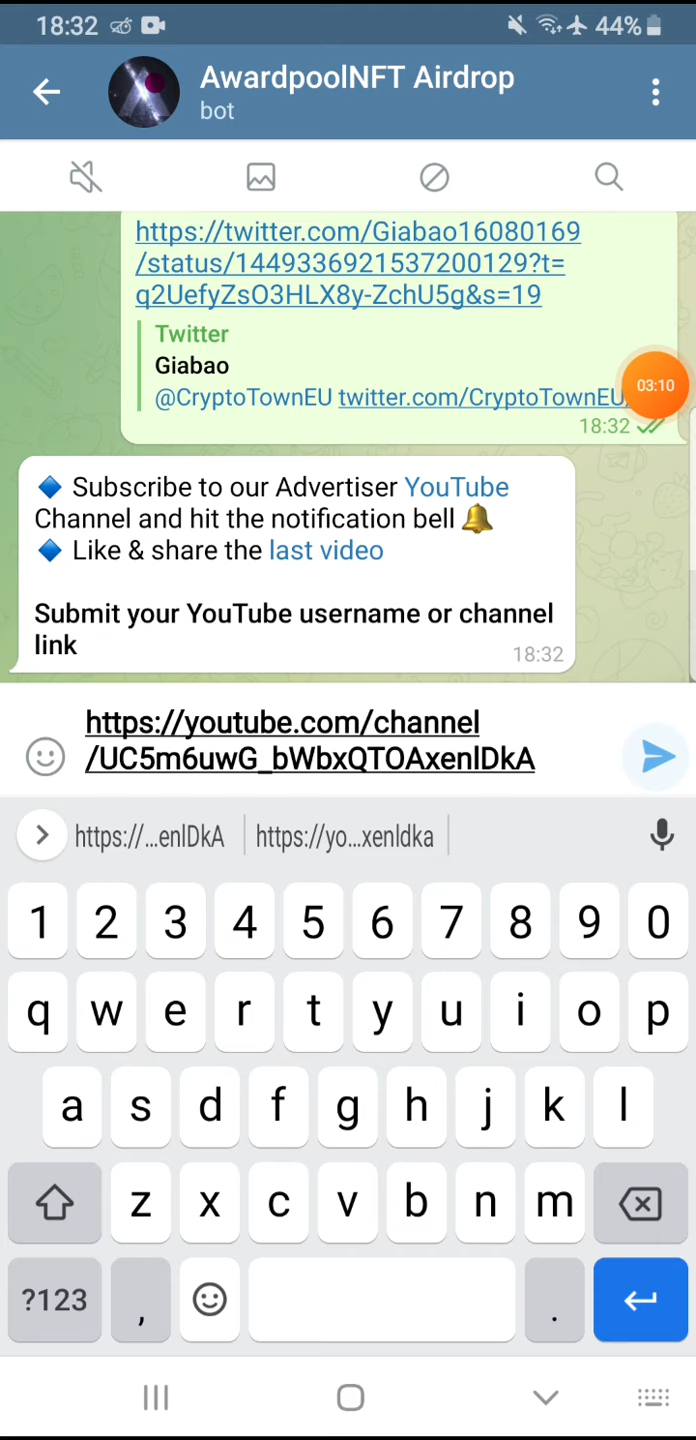 18:32 44%
AwardpoolNFT Airdrop
bot
https://twitter.com/Giabao16080169
/status/1449336921537200129?t=
q2UefyZsO3HLX8y-ZchU5g&s=19
Twitter
Giabao
@CryptoTownEU twitter.com/CryptoTownEU
03:10
18:32
🔷 Subscribe to our Advertiser YouTube
Channel and hit the notification bell 🔔
🔷 Like & share the last video
Submit your YouTube username or channel
link
18:32
https://youtube.com/channel
/UC5m6uwG_bWbxQTOAxenlDkA
https://...enlDkA https://yo...xenldka
1 2 3 4 5 6 7 8 9 0
q w e r t y u i o p
a s d f g h j k l
z x c v b n m
?123 , .